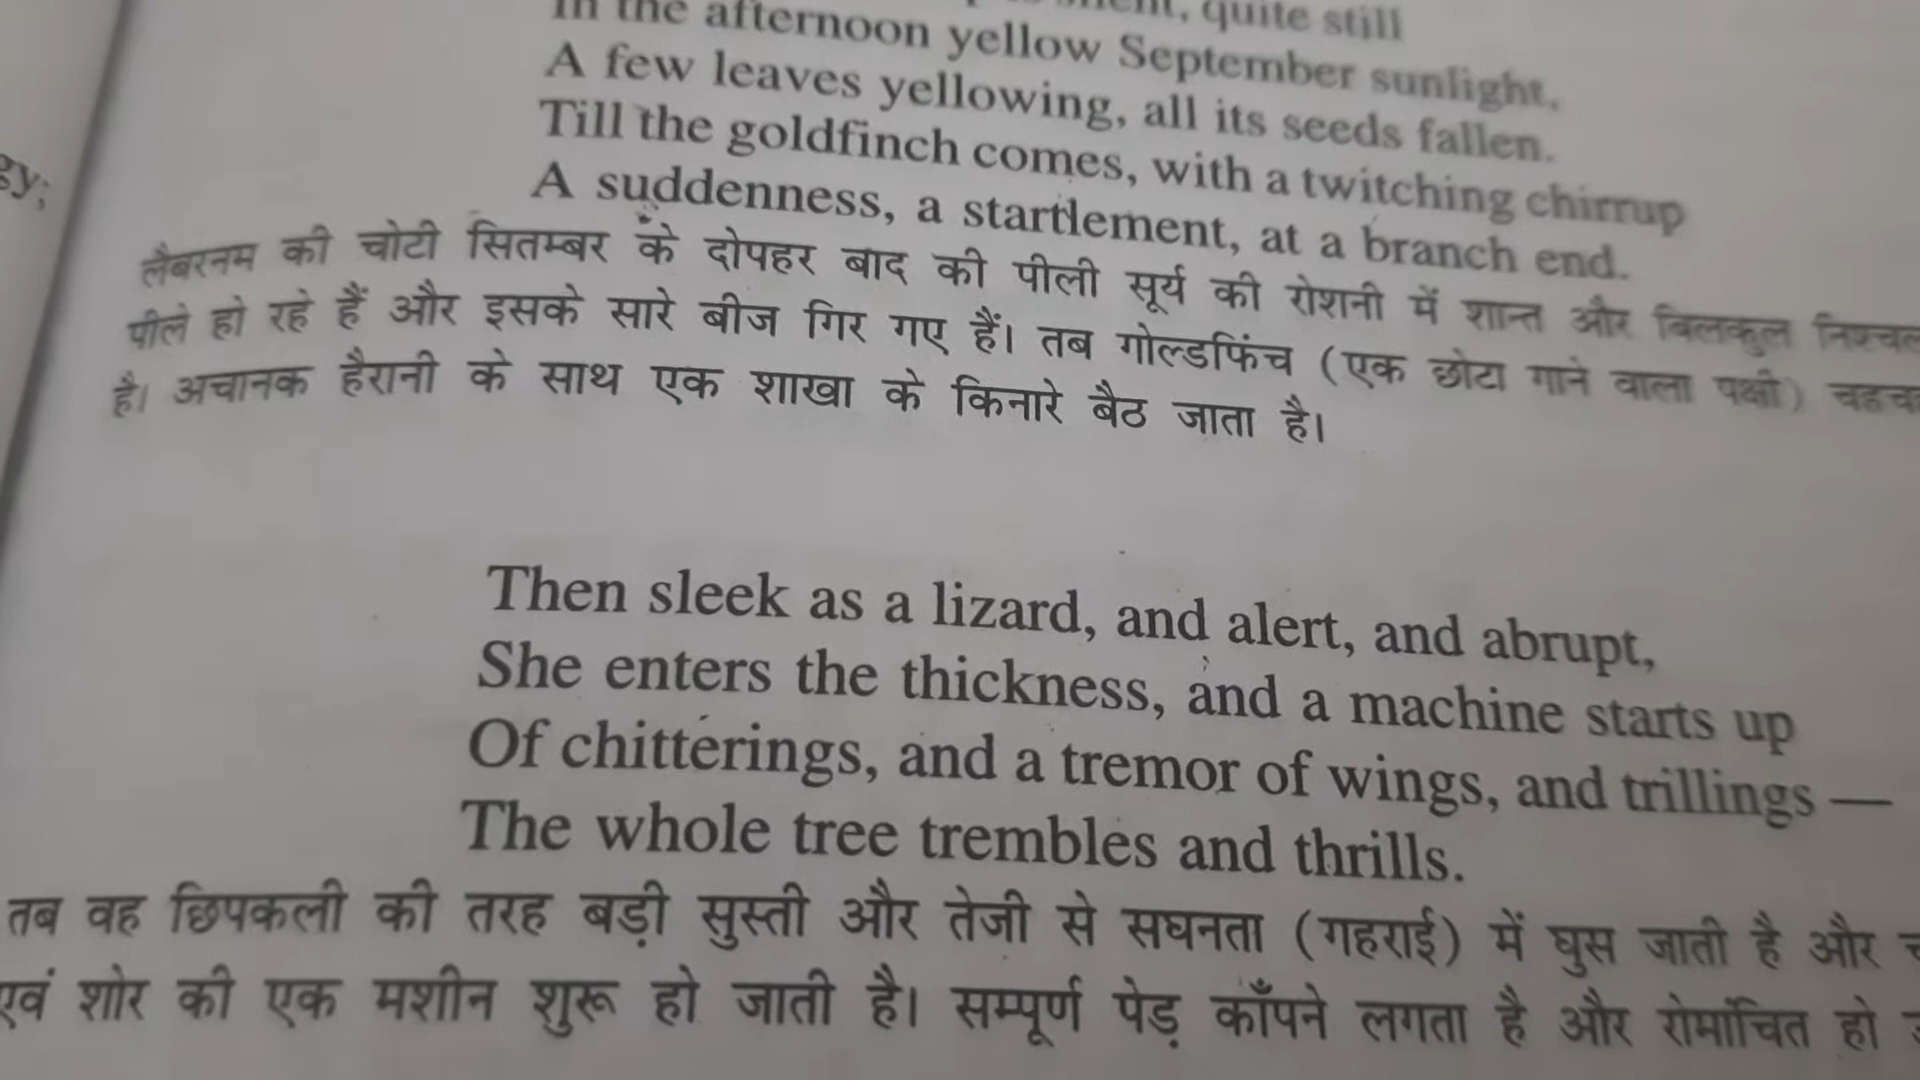 quite still
In the afternoon yellow September sunlight,
A few leaves yellowing, all its seeds fallen.
Till the goldfinch comes, with a twitching chirrup
gy;
A suddenness, a startlement, at a branch end.
लैबरनम की चोटी सितम्बर के दोपहर बाद की पीली सूर्य की रोशनी में शान्त और बिलकुल निश्चल
पीले हो रहे हैं और इसके सारे बीज गिर गए हैं। तब गोल्डफिंच (एक छोटा गाने वाला पक्षी)
है। अचानक हैरानी के साथ एक शाखा के किनारे बैठ जाता है।
Then sleek as a lizard, and alert, and abrupt,
She enters the thickness, and a machine starts up
Of chitterings, and a tremor of wings, and trillings —
The whole tree trembles and thrills.
तब वह छिपकली की तरह बड़ी सुस्ती और तेजी से सघनता (गहराई) में घुस जाती है और
एवं शोर की एक मशीन शुरू हो जाती है। सम्पूर्ण पेड़ काँपने लगता है और रोमांचित हो